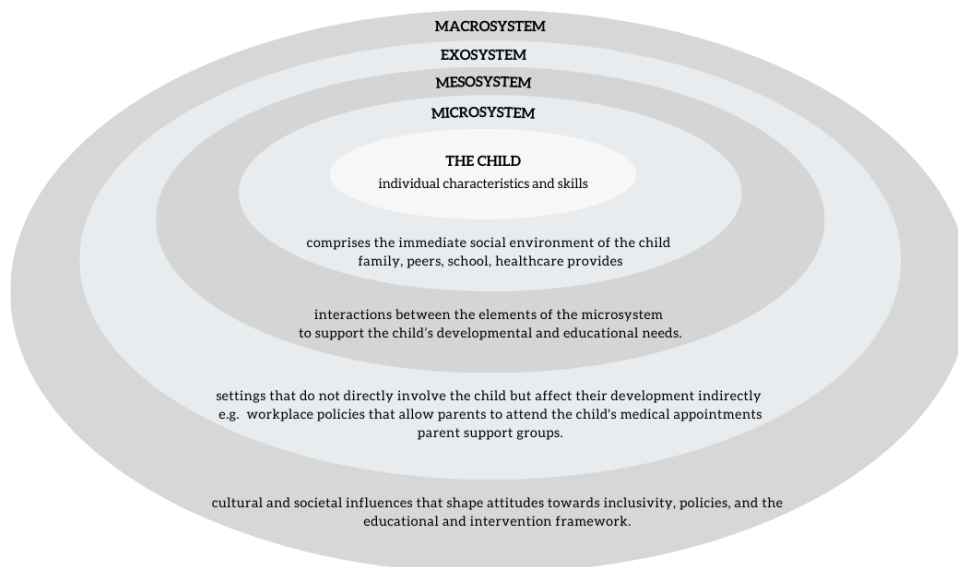 MACROSYSTEM
EXOSYSTEM
MESOSYSTEM
MICROSYSTEM
THE CHILD
individual characteristics and skills
comprises the immediate social environment of the child
family, peers, school, healthcare provides
interactions between the elements of the microsystem
to support the child's developmental and educational needs.
settings that do not directly involve the child but affect their development indirectly
e.g. workplace policies that allow parents to attend the child's medical appointments
parent support groups.
cultural and societal influences that shape attitudes towards inclusivity, policies, and the
educational and intervention framework.